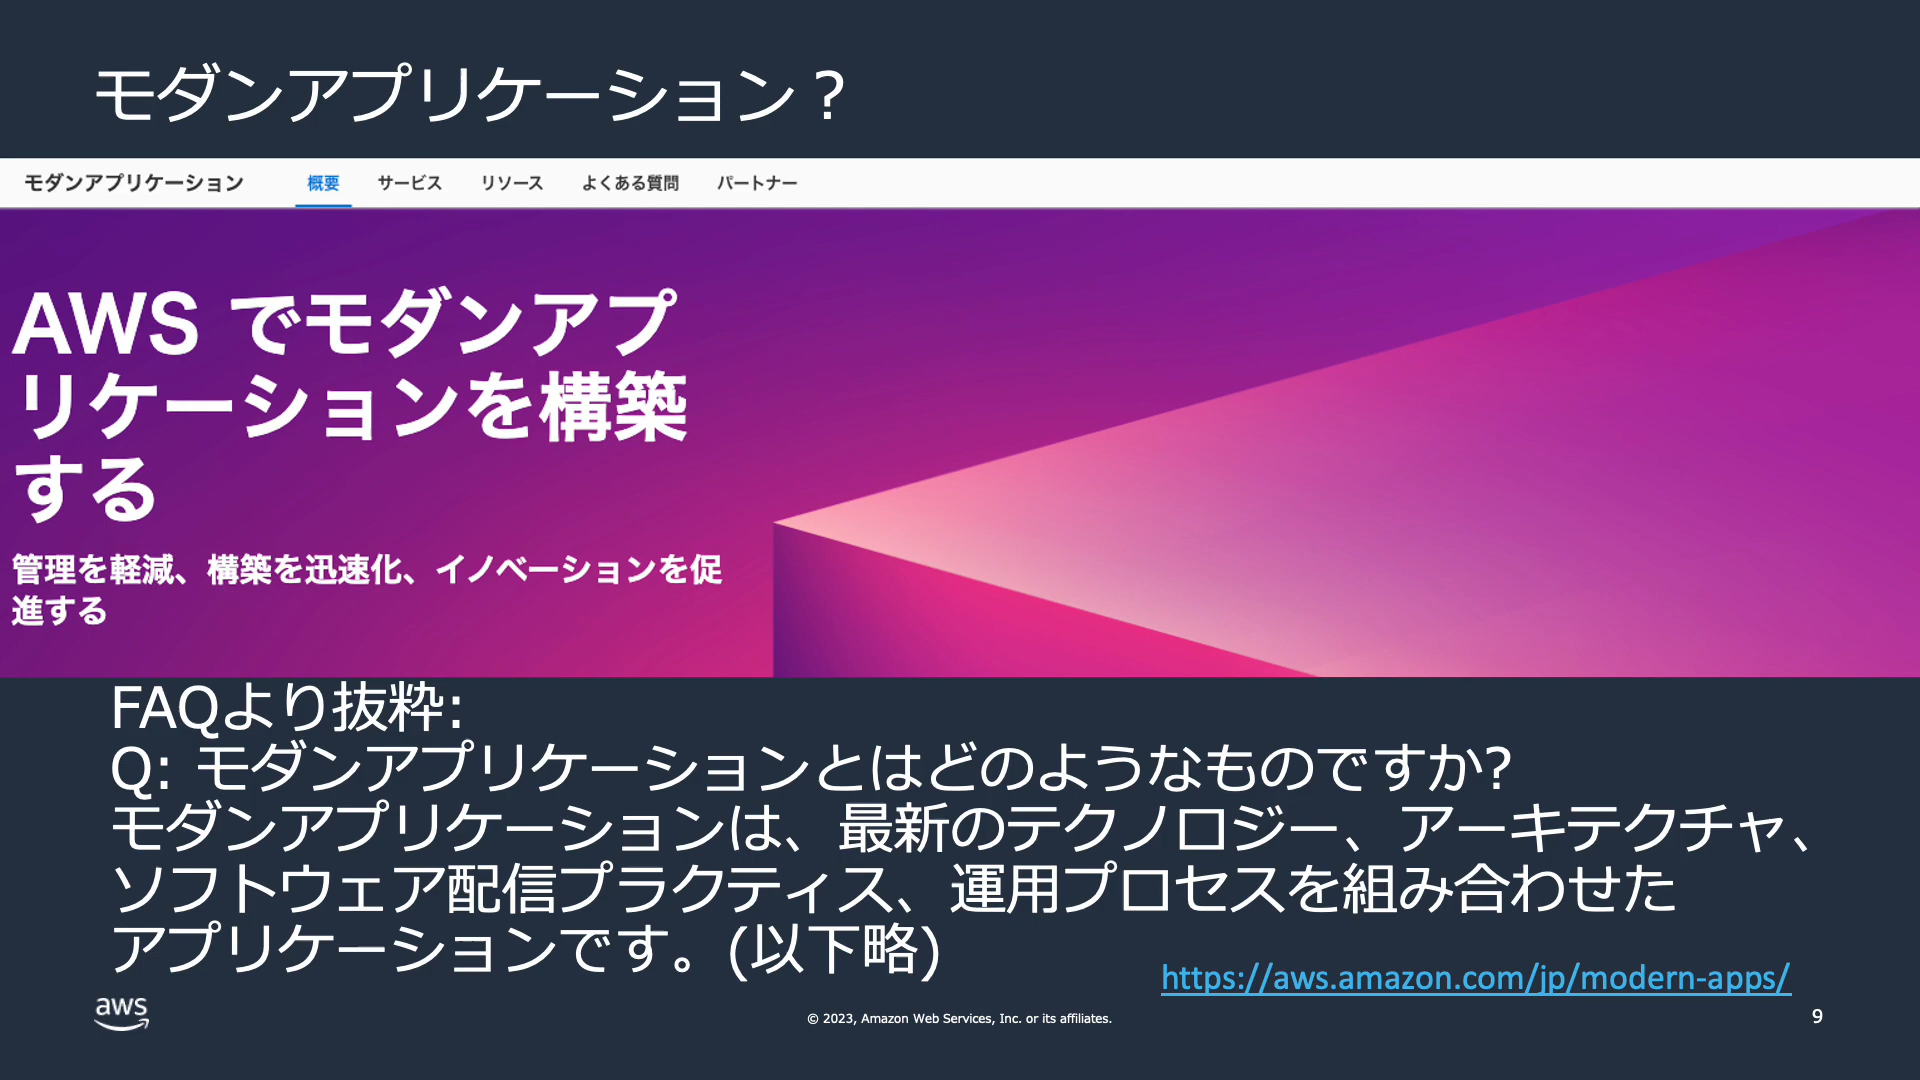 モダンアプリケーション？
モダンアプリケーション 概要 サービス リソース よくある質問 パートナー
AWS でモダンアプ
リケーションを構築
する
管理を軽減、構築を迅速化、イノベーションを促
進する
FAQより抜粋:
Q: モダンアプリケーションとはどのようなものですか?
モダンアプリケーションは、最新のテクノロジー、アーキテクチャ、
ソフトウェア配信プラクティス、運用プロセスを組み合わせた
アプリケーションです。(以下略)
https://aws.amazon.com/jp/modern-apps/
aws
© 2023, Amazon Web Services, Inc. or its affiliates.
9